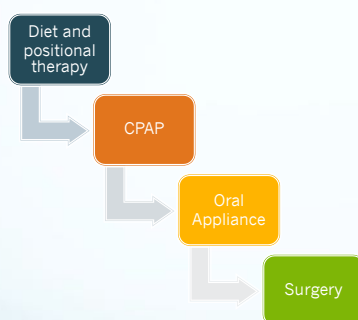 Diet and
positional
therapy
CPAP
Oral
Appliance
Surgery